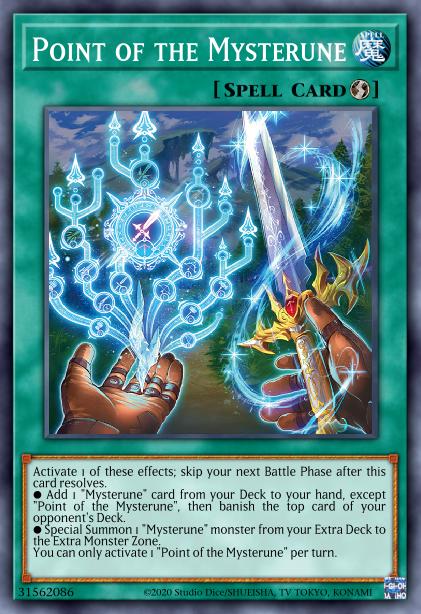 Point of the Mysterune
[Spell Card]
Activate 1 of these effects; skip your next Battle Phase after this
card resolves.
● Add 1 "Mysterune" card from your Deck to your hand, except
"Point of the Mysterune", then banish the top card of your
opponent's Deck.
● Special Summon 1 "Mysterune" monster from your Extra Deck to
the Extra Monster Zone.
You can only activate 1 "Point of the Mysterune" per turn.
31562086
©2020 Studio Dice/SHUEISHA, TV TOKYO, KONAMI